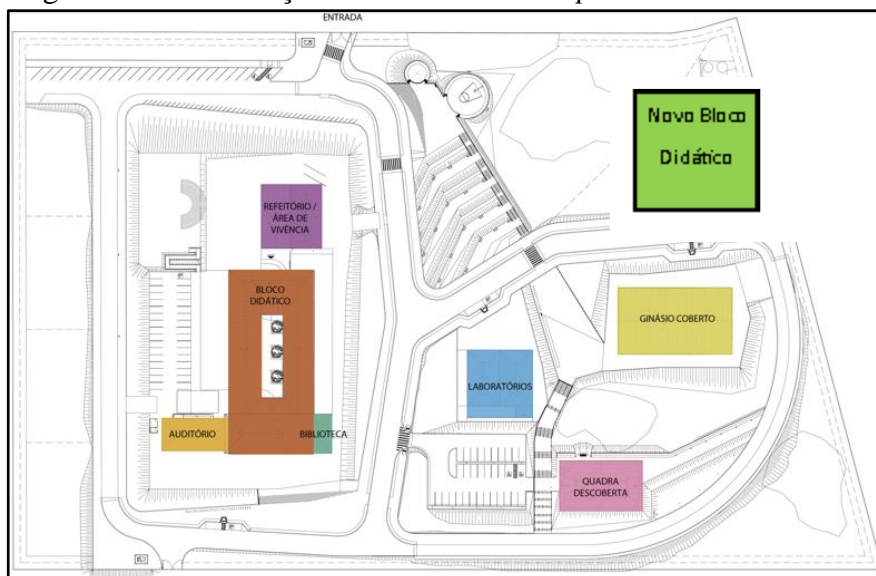 ENTRADA
Novo Bloco
Didático
REFEITÓRIO /
ÁREA DE
VIVÊNCIA
BLOCO
DIDÁTICO
GINÁSIO COBERTO
LABORATÓRIOS
AUDITÓRIO
BIBLIOTECA
QUADRA
DESCOBERTA